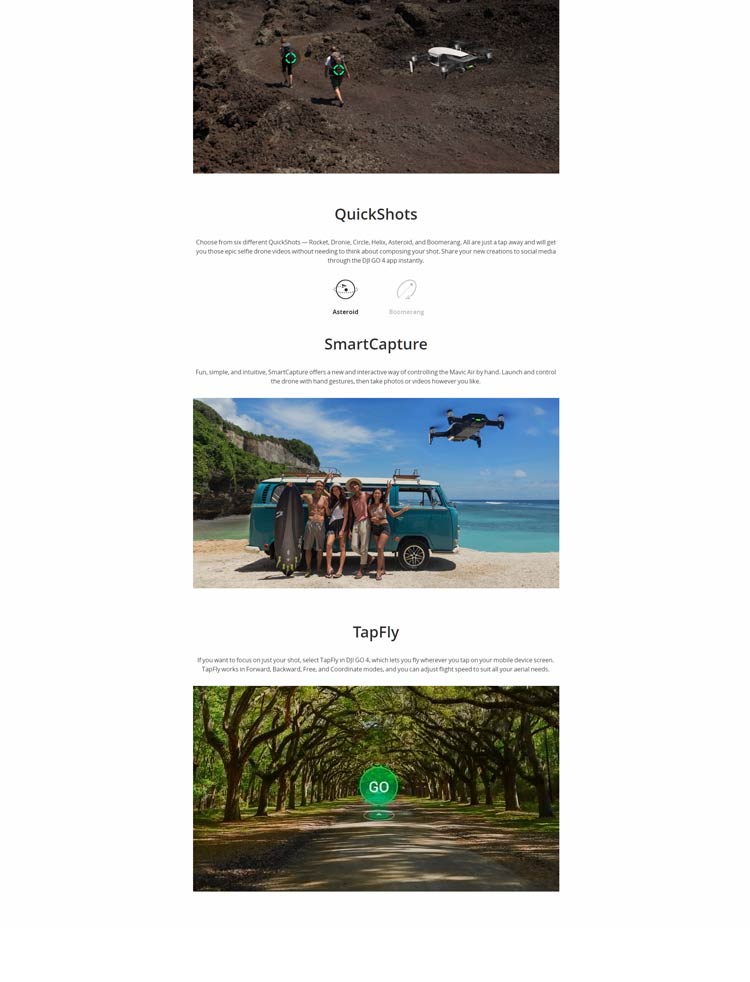 QuickShots
Choose from six different QuickShots — Rocket, Dronie, Circle, Helix, Asteroid, and Boomerang. All are just a tap away and will get
you those epic selfie drone videos without needing to think about composing your shot. Share your new creations to social media
through the DJI GO 4 app instantly.
Asteroid Boomerang
SmartCapture
Fun, simple, and intuitive, SmartCapture offers a new and interactive way of controlling the Mavic Air by hand. Launch and control
the drone with hand gestures, then take photos or videos however you like.
TapFly
If you want to focus on just your shot, select TapFly in DJI GO 4, which lets you fly wherever you tap on your mobile device screen.
TapFly works in Forward, Backward, Free, and Coordinate modes, and you can adjust flight speed to suit all your aerial needs.
GO